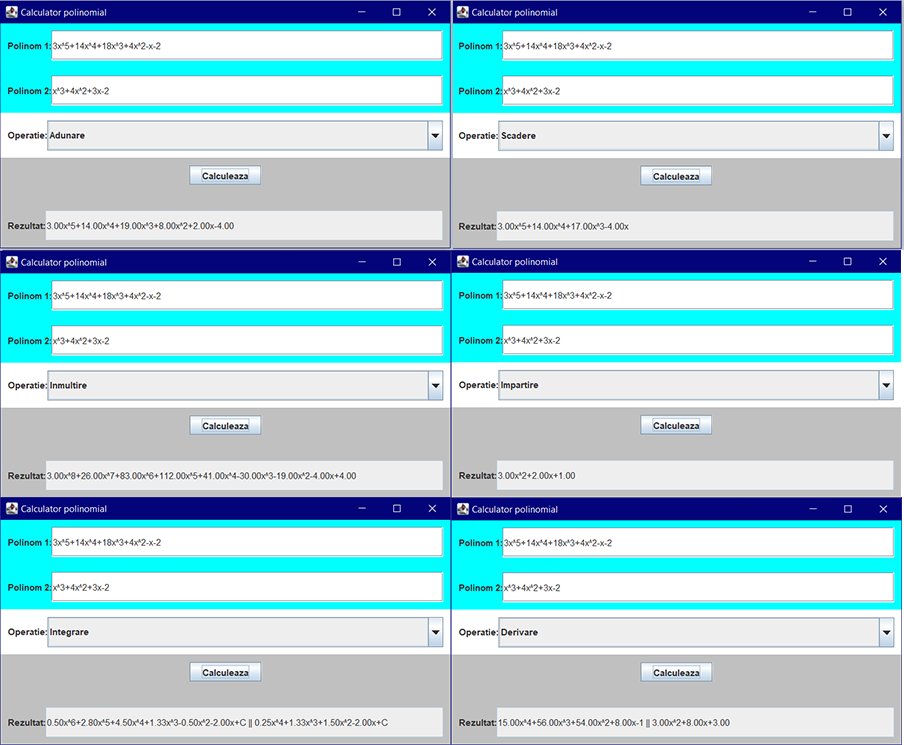 Calculator polinomial
Polinom 1: 3x^5+14x^4+18x^3+4x^2-x-2
Polinom 2: x^3+4x^2+3x-2
Operatie: Adunare
Calculeaza
Rezultat: 3.00x^5+14.00x^4+19.00x^3+8.00x^2+2.00x-4.00
Calculator polinomial
Polinom 1: 3x^5+14x^4+18x^3+4x^2-x-2
Polinom 2: x^3+4x^2+3x-2
Operatie: Scadere
Calculeaza
Rezultat: 3.00x^5+14.00x^4+17.00x^3-4.00x
Calculator polinomial
Polinom 1: 3x^5+14x^4+18x^3+4x^2-x-2
Polinom 2: x^3+4x^2+3x-2
Operatie: Inmultire
Calculeaza
Rezultat: 3.00x^8+26.00x^7+83.00x^6+112.00x^5+41.00x^4-30.00x^3-19.00x^2-4.00x+4.00
Calculator polinomial
Polinom 1: 3x^5+14x^4+18x^3+4x^2-x-2
Polinom 2: x^3+4x^2+3x-2
Operatie: Impartire
Calculeaza
Rezultat: 3.00x^2+2.00x+1.00
Calculator polinomial
Polinom 1: 3x^5+14x^4+18x^3+4x^2-x-2
Polinom 2: x^3+4x^2+3x-2
Operatie: Integrare
Calculeaza
Rezultat: 0.50x^6+2.80x^5+4.50x^4+1.33x^3-0.50x^2-2.00x+C || 0.25x^4+1.33x^3+1.50x^2-2.00x+C
Calculator polinomial
Polinom 1: 3x^5+14x^4+18x^3+4x^2-x-2
Polinom 2: x^3+4x^2+3x-2
Operatie: Derivare
Calculeaza
Rezultat: 15.00x^4+56.00x^3+54.00x^2+8.00x-1 || 3.00x^2+8.00x+3.00